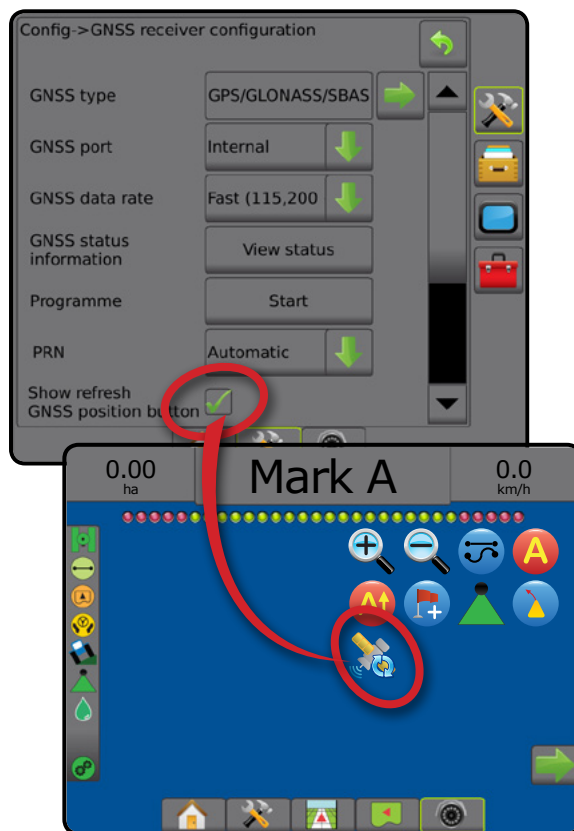 Config->GNSS receiver configuration
GNSS type
GPS/GLONASS/SBAS
GNSS port
Internal
GNSS data rate
Fast (115,200
GNSS status
information
View status
Programme
Start
PRN
Automatic
Show refresh
GNSS position button
0.00
ha
Mark A
0.0
km/h
A
A